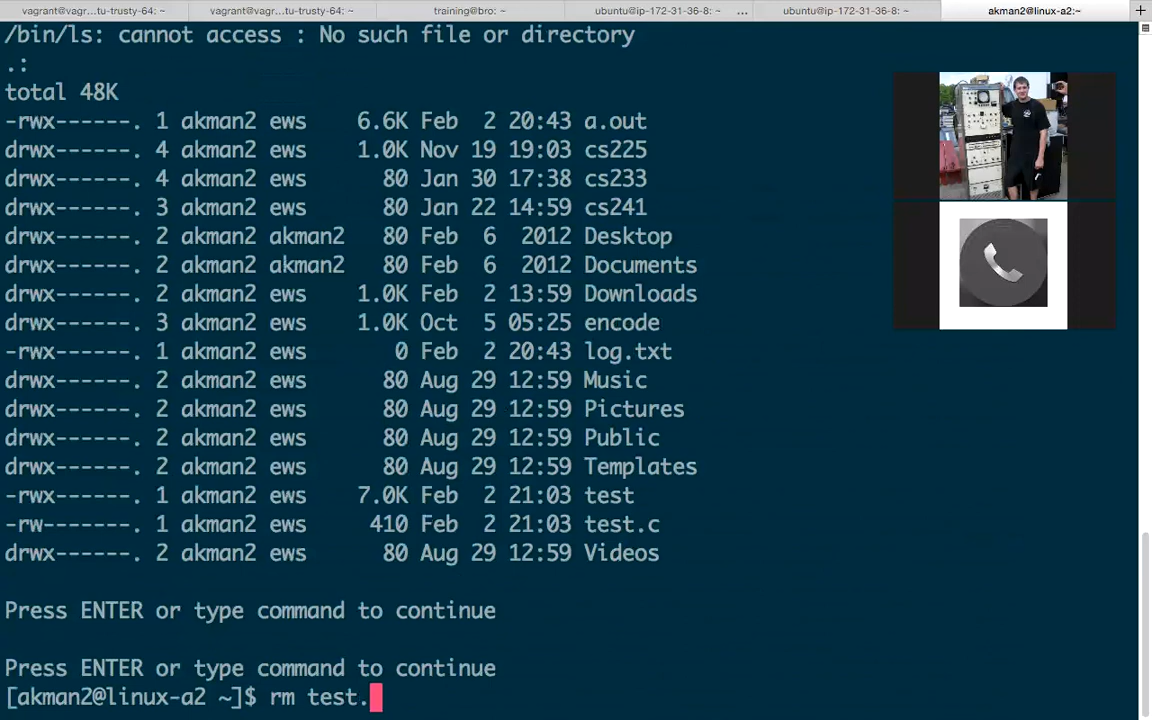 vagrant@vagr...tu-trusty-64: ~
vagrant@vagr...tu-trusty-64: ~
training@bro: ~
ubuntu@ip-172-31-36-8: ~
...
ubuntu@ip-172-31-36-8: ~
akman2@linux-a2:~
/bin/ls: cannot access : No such file or directory
.:
total 48K
-rwx------. 1 akman2 ews 6.6K Feb 2 20:43 a.out
drwx------. 4 akman2 ews 1.0K Nov 19 19:03 cs225
drwx------. 4 akman2 ews 80 Jan 30 17:38 cs233
drwx------. 3 akman2 ews 80 Jan 22 14:59 cs241
drwx------. 2 akman2 akman2 80 Feb 6 2012 Desktop
drwx------. 2 akman2 akman2 80 Feb 6 2012 Documents
drwx------. 2 akman2 ews 1.0K Feb 2 13:59 Downloads
drwx------. 3 akman2 ews 1.0K Oct 5 05:25 encode
-rwx------. 1 akman2 ews 0 Feb 2 20:43 log.txt
drwx------. 2 akman2 ews 80 Aug 29 12:59 Music
drwx------. 2 akman2 ews 80 Aug 29 12:59 Pictures
drwx------. 2 akman2 ews 80 Aug 29 12:59 Public
drwx------. 2 akman2 ews 80 Aug 29 12:59 Templates
-rwx------. 1 akman2 ews 7.0K Feb 2 21:03 test
-rw-------. 1 akman2 ews 410 Feb 2 21:03 test.c
drwx------. 2 akman2 ews 80 Aug 29 12:59 Videos
Press ENTER or type command to continue
Press ENTER or type command to continue
[akman2@linux-a2 ~]$ rm test.